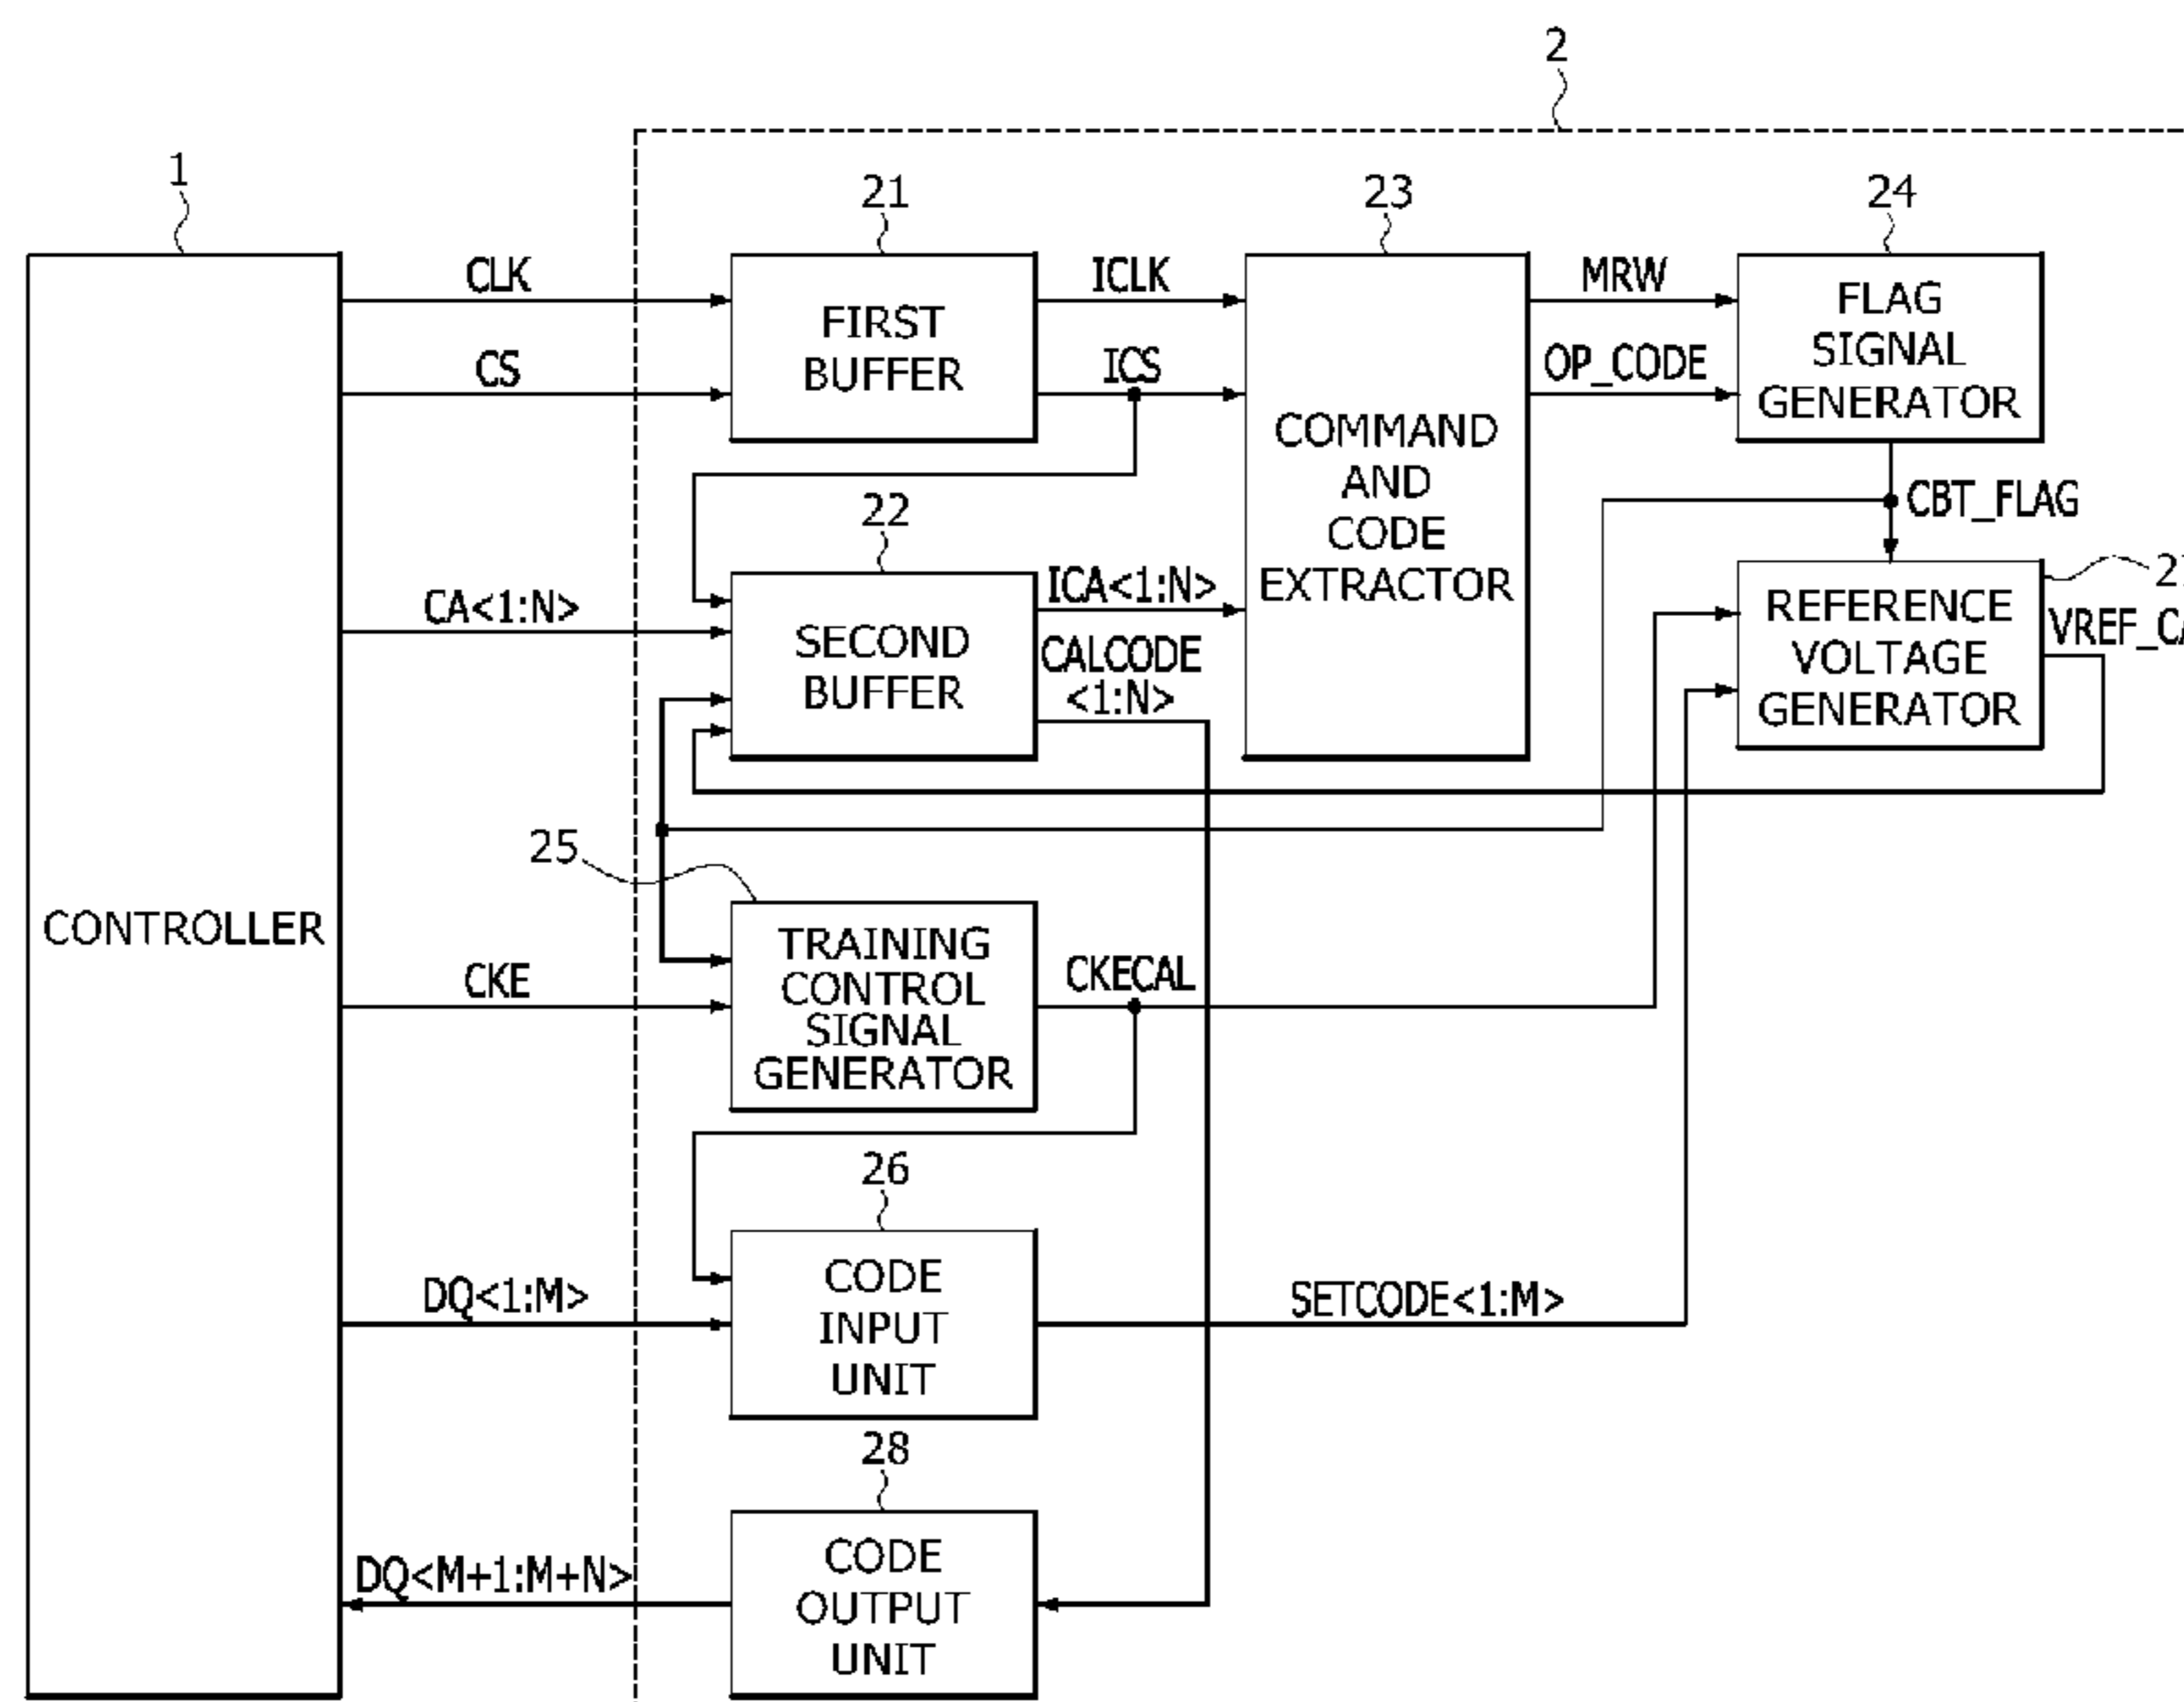 2
1
21
23
24
CLK
CS
FIRST
BUFFER
ICLK
ICS
COMMAND
AND
CODE
EXTRACTOR
MRW
OP_CODE
FLAG
SIGNAL
GENERATOR
CBT_FLAG
22
CA<1:N>
SECOND
BUFFER
ICA<1:N>
CALCODE
<1:N>
REFERENCE
VOLTAGE
GENERATOR
CONTROLLER
25
CKE
TRAINING
CONTROL
SIGNAL
GENERATOR
CKECAL
26
DQ<1:M>
CODE
INPUT
UNIT
SETCODE<1:M>
28
DQ<M+1:M+N>
CODE
OUTPUT
UNIT